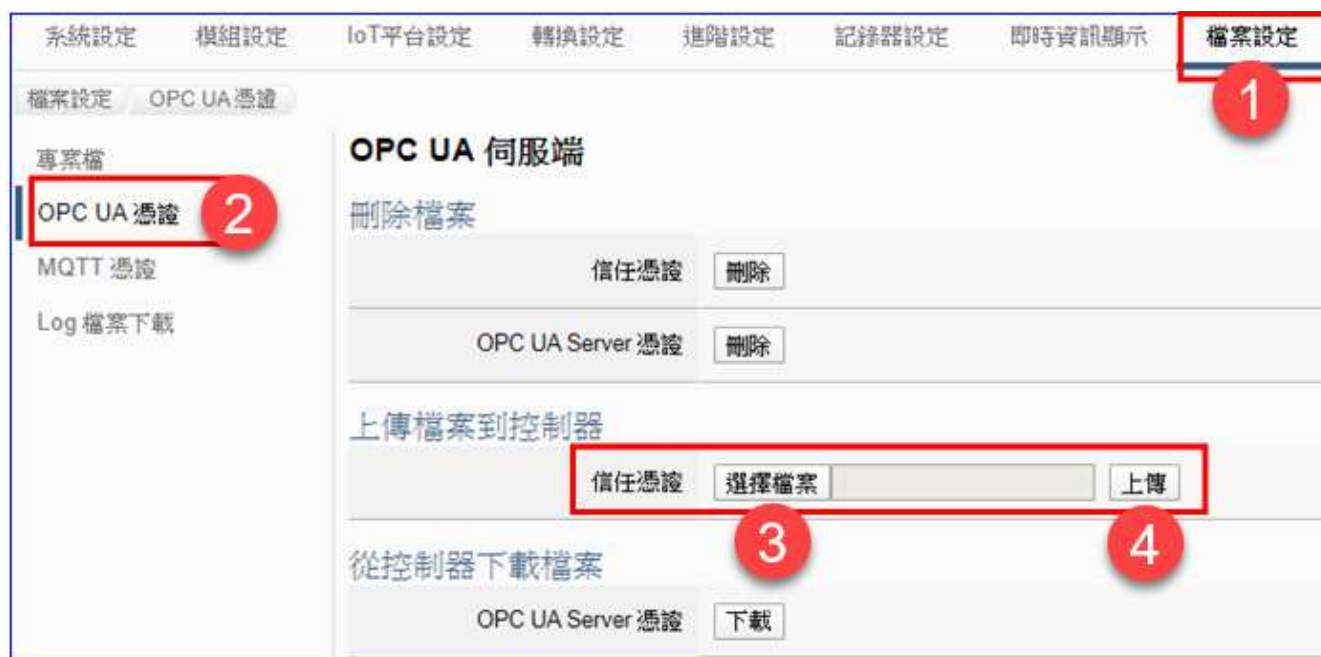 系統設定 模組設定 IoT平台設定 轉換設定 進階設定 記錄器設定 即時資訊顯示 檔案設定
1
檔案設定 OPC UA 憑證
專案檔
OPC UA 憑證 2
MQTT 憑證
Log 檔案下載
OPC UA 伺服端
刪除檔案
信任憑證 刪除
OPC UA Server 憑證 刪除
上傳檔案到控制器
信任憑證 選擇檔案 上傳
3 4
從控制器下載檔案
OPC UA Server 憑證 下載